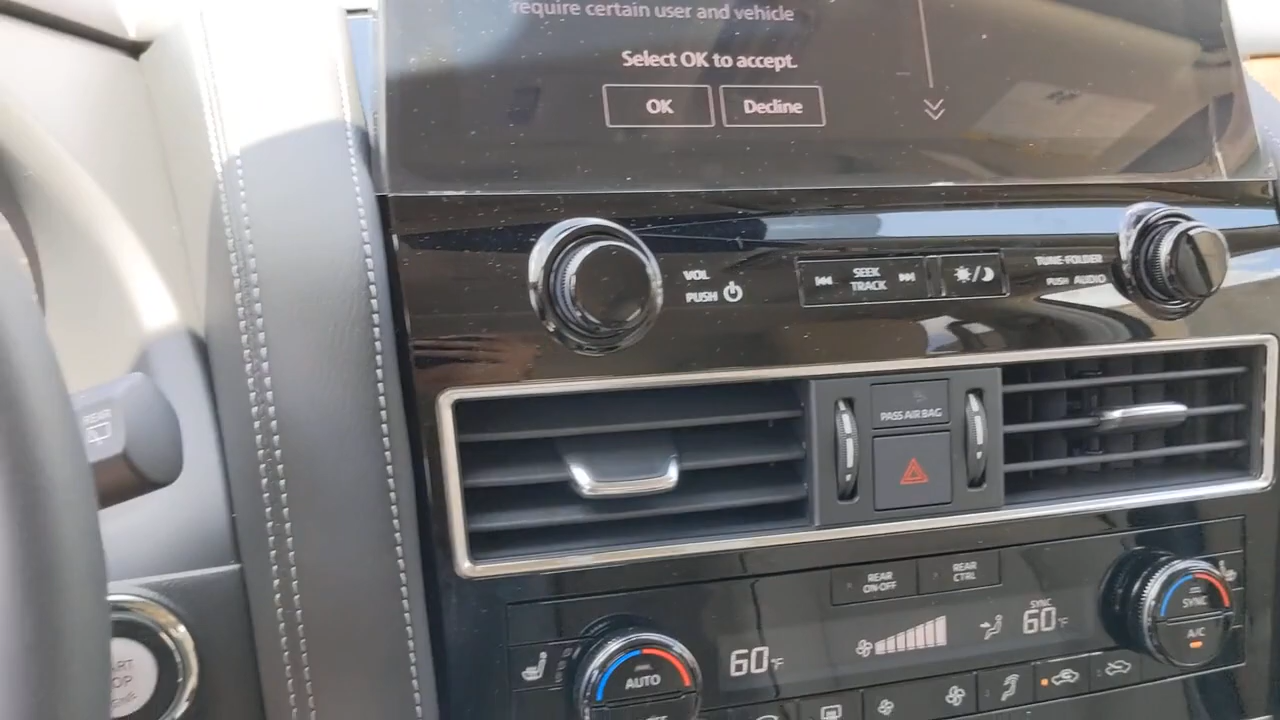 require certain user and vehicle
Select OK to accept.
OK
Decline
VOL
PUSH
SEEK
TRACK
TUNE·FOLDER
PUSH AUDIO
REAR
PASS AIR BAG
REAR
ON·OFF
REAR
CTRL
SYNC
60°F
60°F
AUTO
SYNC
A/C